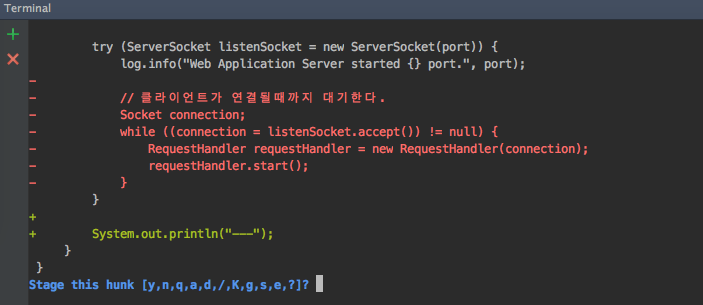 Terminal
        try (ServerSocket listenSocket = new ServerSocket(port)) {
            log.info("Web Application Server started {} port.", port);
-
-            // 클라이언트가 연결될때까지 대기한다.
-            Socket connection;
-            while ((connection = listenSocket.accept()) != null) {
-                RequestHandler requestHandler = new RequestHandler(connection);
-                requestHandler.start();
-            }
         }
+
+        System.out.println("---");
     }
 }
Stage this hunk [y,n,q,a,d,/,K,g,s,e,?]?